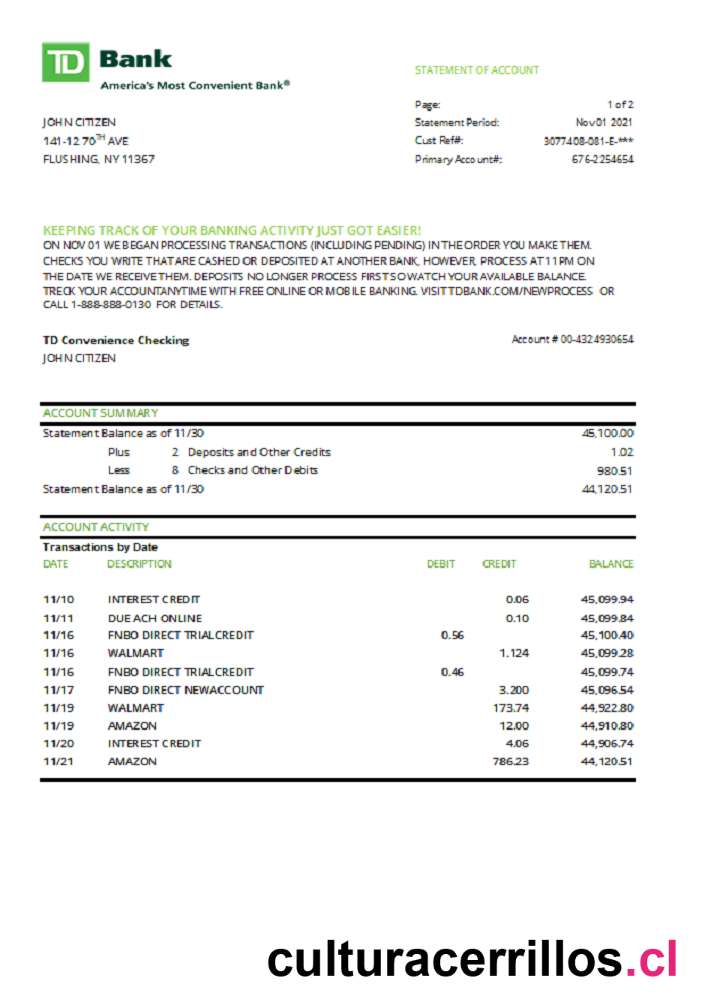 TD Bank
America's Most Convenient Bank®
STATEMENT OF ACCOUNT
Page: 1 of 2
JOHN CITIZEN Statement Period: Nov 01 2021
141-12 70TH AVE Cust Ref#: 3077408-081-E-***
FLUSHING, NY 11367 Primary Account#: 676-2254654
KEEPING TRACK OF YOUR BANKING ACTIVITY JUST GOT EASIER!
ON NOV 01 WE BEGAN PROCESSING TRANSACTIONS (INCLUDING PENDING) IN THE ORDER YOU MAKE THEM.
CHECKS YOU WRITE THAT ARE CASHED OR DEPOSITED AT ANOTHER BANK, HOWEVER, PROCESS AT 11PM ON
THE DATE WE RECEIVE THEM. DEPOSITS NO LONGER PROCESS FIRST SO WATCH YOUR AVAILABLE BALANCE.
TRECK YOUR ACCOUNT ANYTIME WITH FREE ONLINE OR MOBILE BANKING. VISIT TDBANK.COM/NEWPROCESS OR
CALL 1-888-888-0130 FOR DETAILS.
TD Convenience Checking Account # 00-4324930654
JOHN CITIZEN
ACCOUNT SUMMARY
Statement Balance as of 11/30 45,100.00
Plus 2 Deposits and Other Credits 1.02
Less 8 Checks and Other Debits 980.51
Statement Balance as of 11/30 44,120.51
ACCOUNT ACTIVITY
Transactions by Date
DATE DESCRIPTION DEBIT CREDIT BALANCE
11/10 INTEREST CREDIT 0.06 45,099.94
11/11 DUE ACH ONLINE 0.10 45,099.84
11/16 FNBO DIRECT TRIAL CREDIT 0.56 45,100.40
11/16 WALMART 1.124 45,099.28
11/16 FNBO DIRECT TRIAL CREDIT 0.46 45,099.74
11/17 FNBO DIRECT NEW ACCOUNT 3.200 45,096.54
11/19 WALMART 173.74 44,922.80
11/19 AMAZON 12.00 44,910.80
11/20 INTEREST CREDIT 4.06 44,906.74
11/21 AMAZON 786.23 44,120.51
culturacerrillos.cl